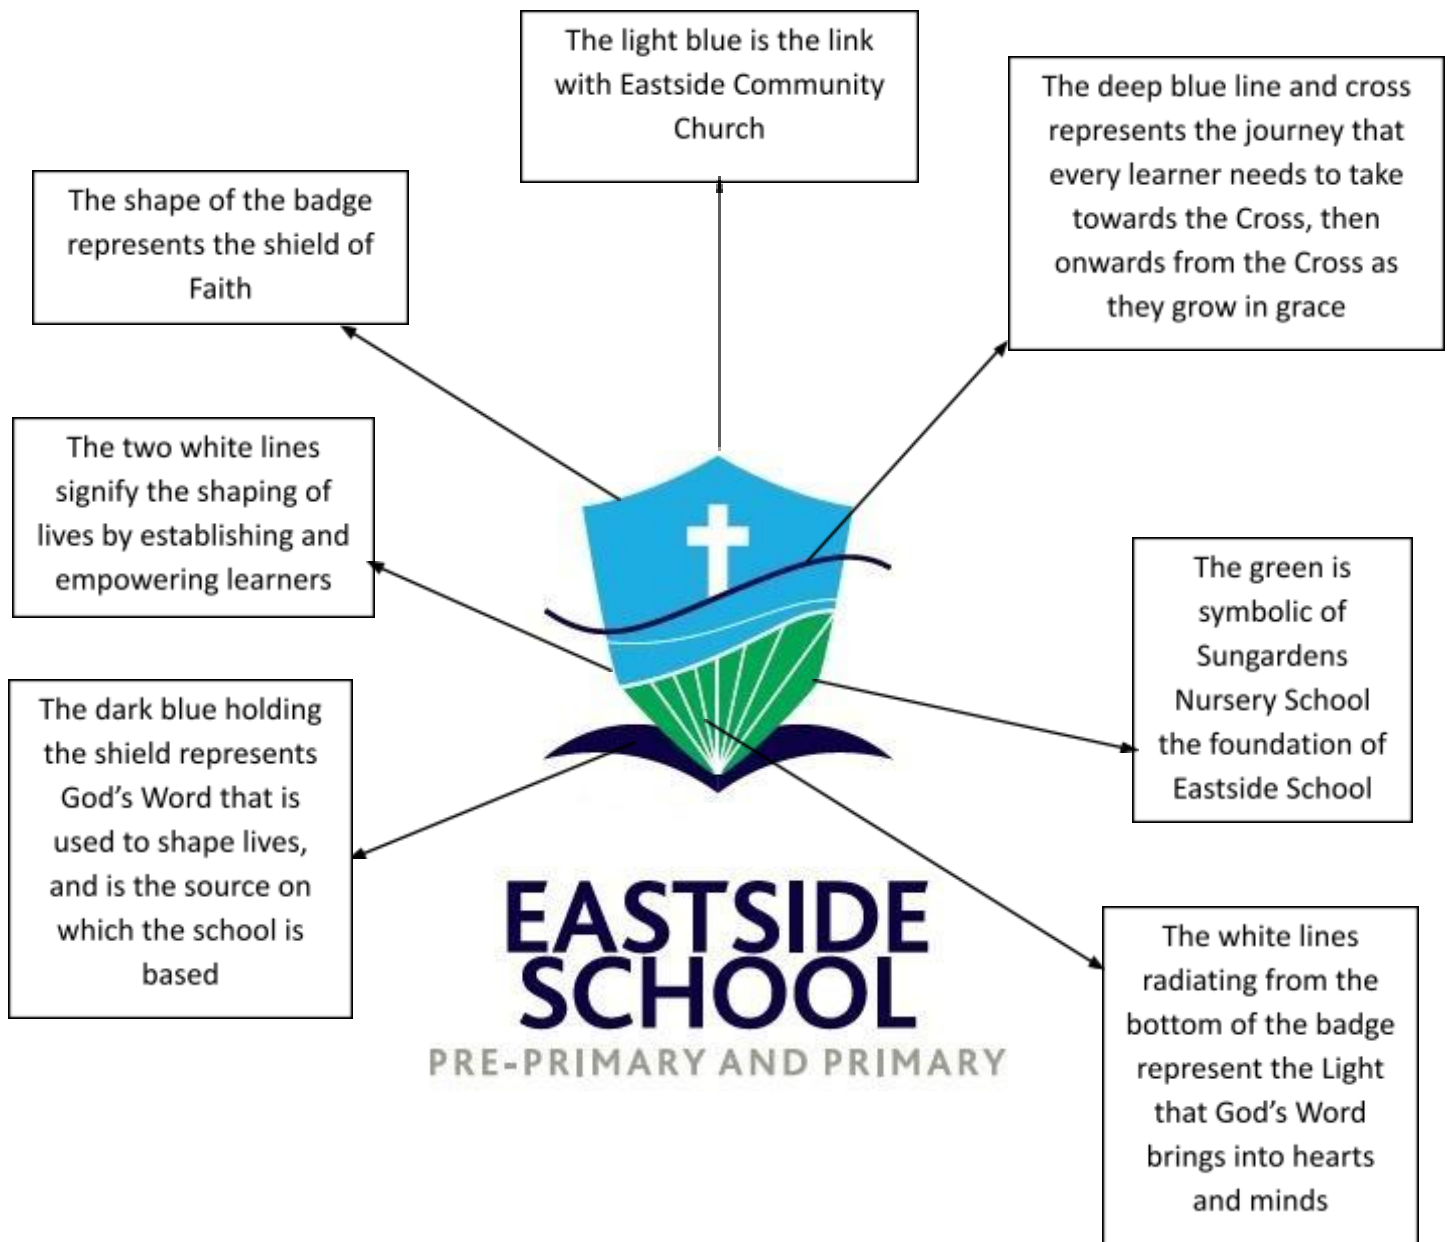 The light blue is the link
with Eastside Community
Church
The deep blue line and cross
represents the journey that
every learner needs to take
towards the Cross, then
onwards from the Cross as
they grow in grace
The shape of the badge
represents the shield of
Faith
The two white lines
signify the shaping of
lives by establishing and
empowering learners
The green is
symbolic of
Sungardens
Nursery School
the foundation of
Eastside School
The dark blue holding
the shield represents
God's Word that is
used to shape lives,
and is the source on
which the school is
based
EASTSIDE
SCHOOL
PRE-PRIMARY AND PRIMARY
The white lines
radiating from the
bottom of the badge
represent the Light
that God's Word
brings into hearts
and minds